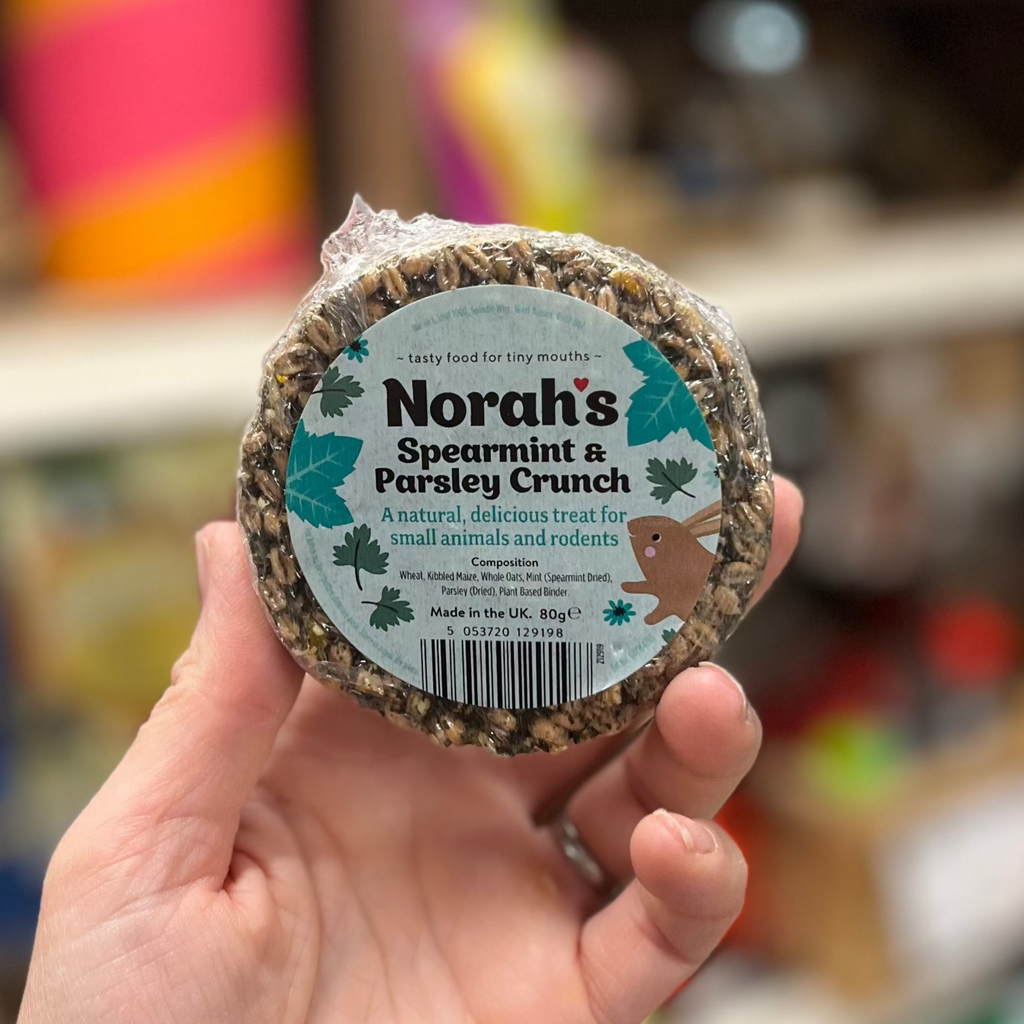 ~ tasty food for tiny mouths ~
Norah's
Spearmint &
Parsley Crunch
A natural, delicious treat for
small animals and rodents
Composition
Wheat, Kibbled Maize, Whole Oats, Mint (Spearmint Dried),
Parsley (Dried), Plant Based Binder.
Made in the UK. 80g℮
5 053720 129198